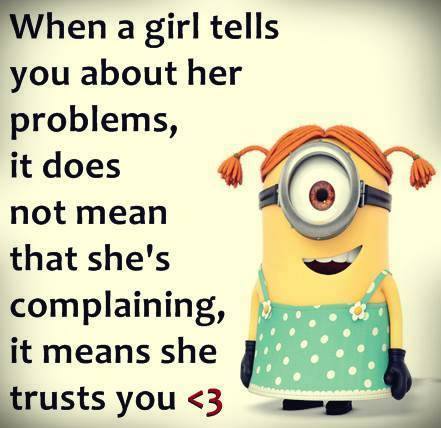 When a girl tells
you about her
problems,
it does
not mean
that she's
complaining,
it means she
trusts you <3